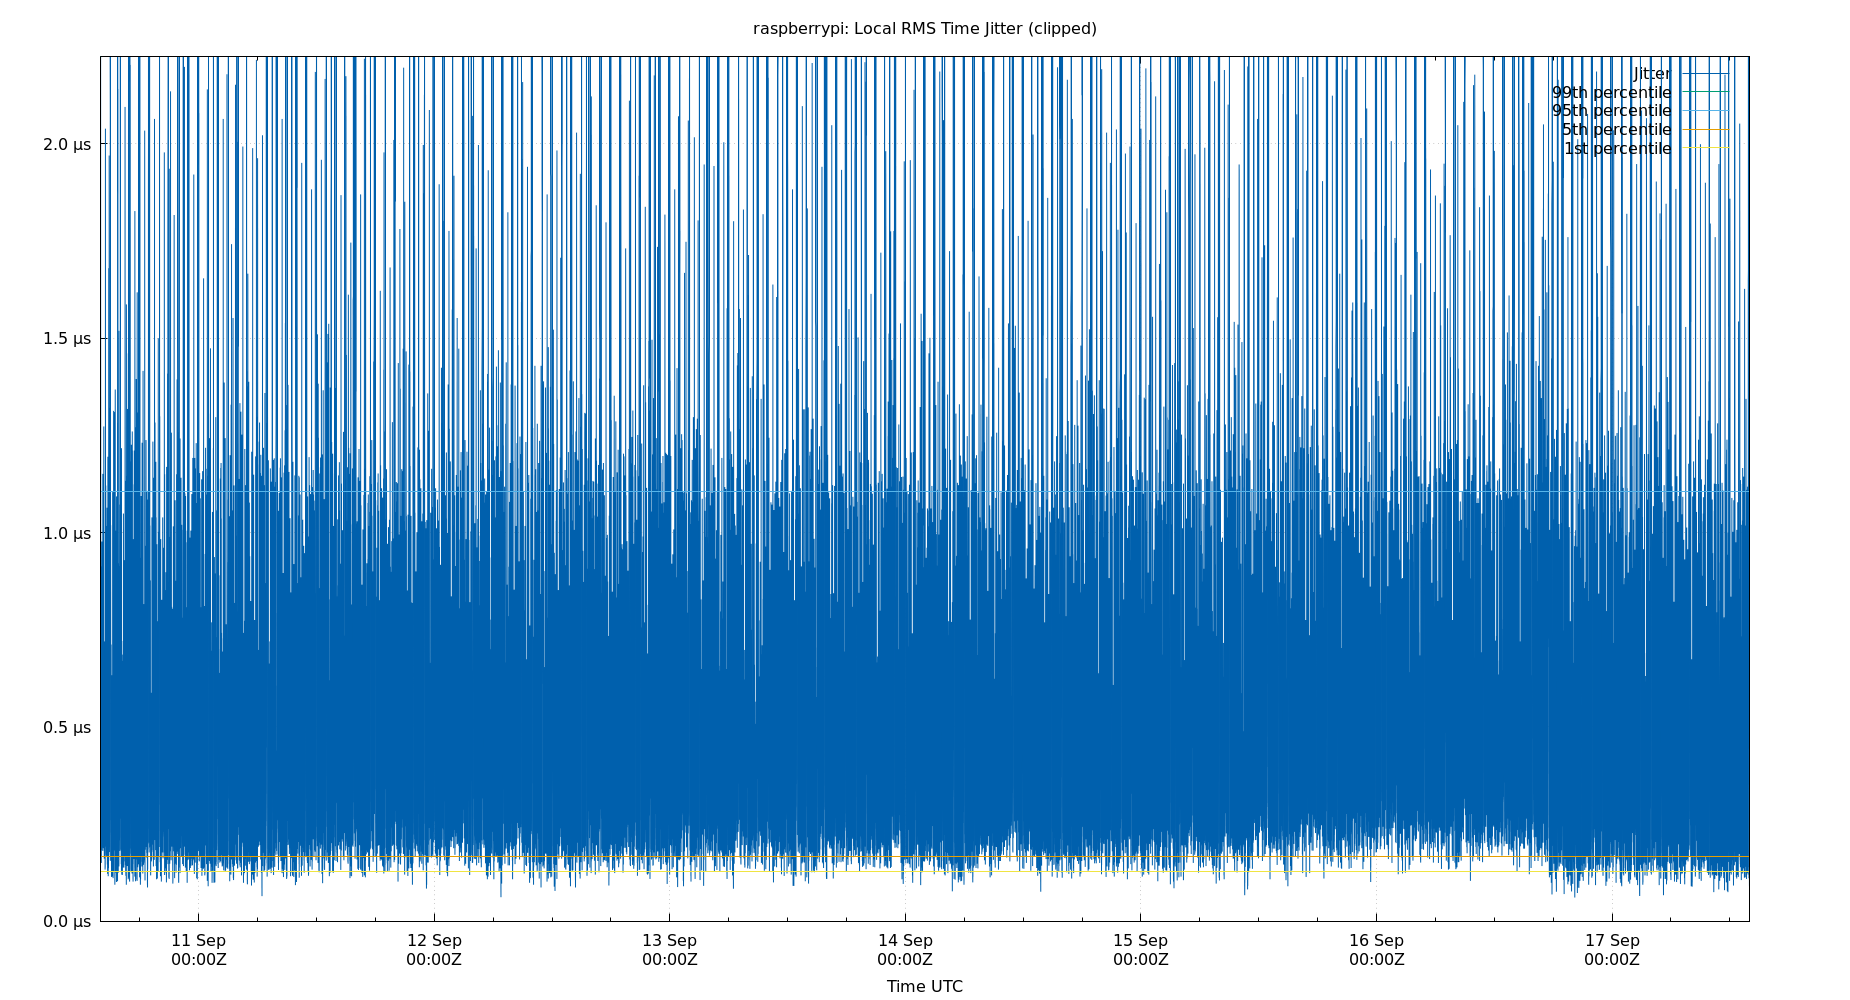 raspberrypi: Local RMS Time Jitter (clipped)
Jitter
99th percentile
95th percentile
5th percentile
1st percentile
2.0 µs
1.5 µs
1.0 µs
0.5 µs
0.0 µs
11 Sep 12 Sep 13 Sep 14 Sep 15 Sep 16 Sep 17 Sep
00:00Z 00:00Z 00:00Z 00:00Z 00:00Z 00:00Z 00:00Z
Time UTC